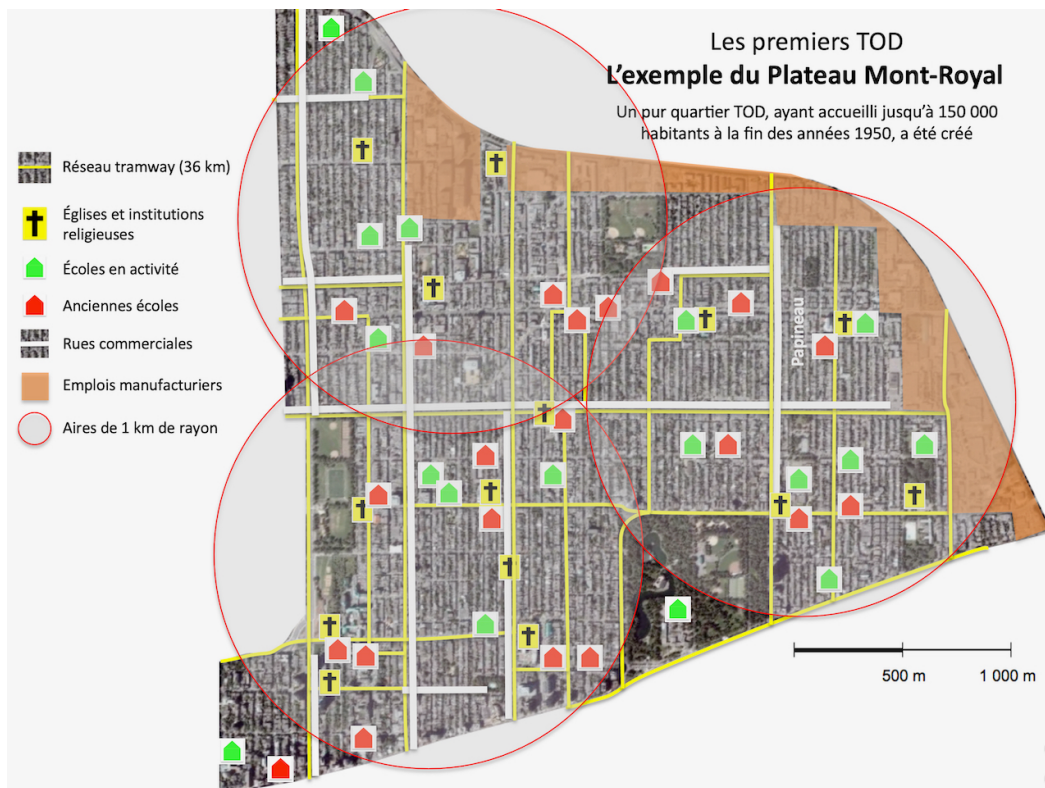 Les premiers TOD
L'exemple du Plateau Mont-Royal
Un pur quartier TOD, ayant accueilli jusqu'à 150 000
habitants à la fin des années 1950, a été créé
Réseau tramway (36 km)
Églises et institutions
religieuses
Écoles en activité
Anciennes écoles
Rues commerciales
Emplois manufacturiers
Aires de 1 km de rayon
Papineau
500 m
1 000 m